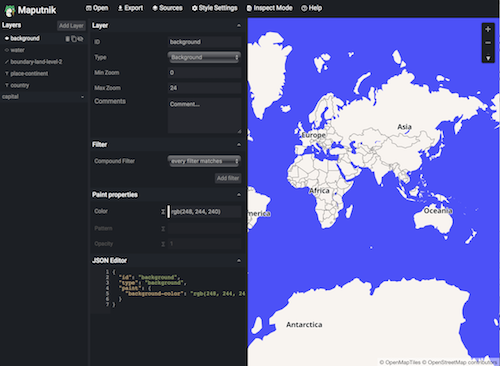 Maputnik
Open
Export
Sources
Style Settings
Inspect Mode
Help
Layers
Add Layer
background
water
boundary-land-level-2
place-continent
country
capital
Layer
ID
background
Type
Background
Min Zoom
0
Max Zoom
24
Comments
Comment...
Filter
Compound Filter
every filter matches
Add filter
Paint properties
Color
rgb(248, 244, 240)
Pattern
Opacity
1
JSON Editor
1 {
2 "id": "background",
3 "type": "background",
4 "paint": {
5 "background-color": "rgb(248, 244, 24
6 }
7 }
Europe
Asia
Africa
merica
Oceania
Antarctica
© OpenMapTiles © OpenStreetMap contributors